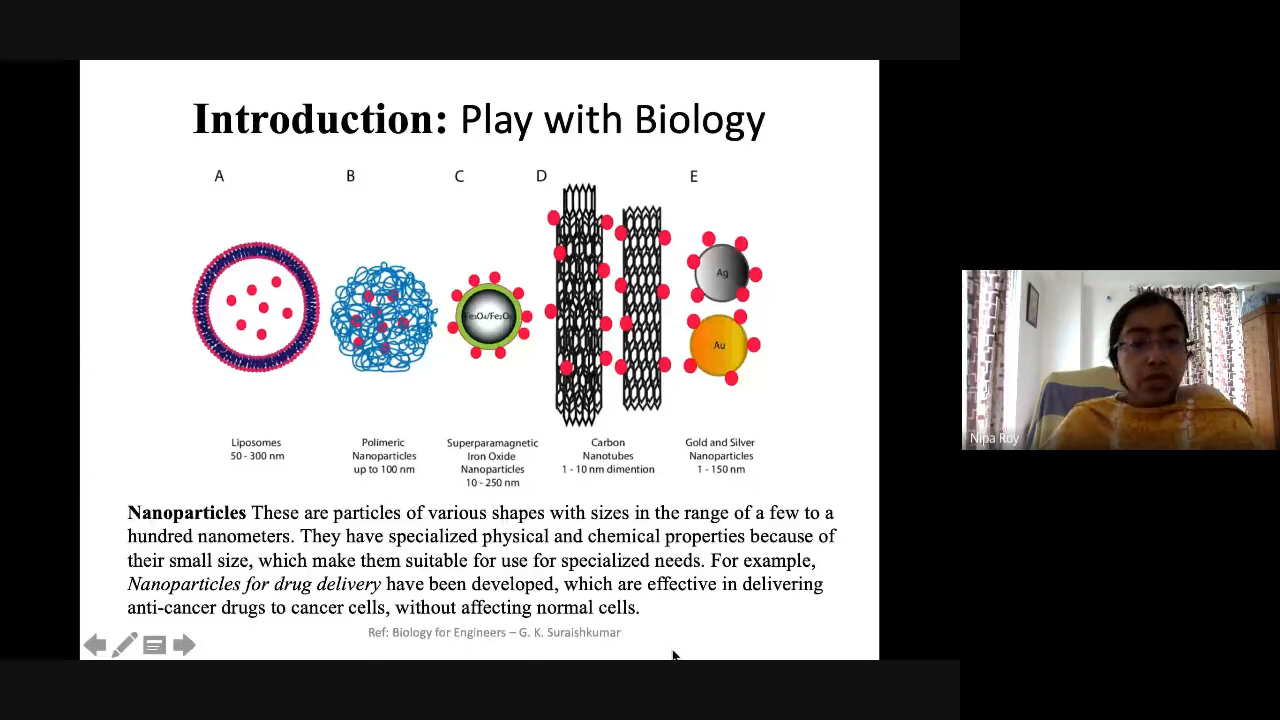 Introduction: Play with Biology
A B C D E
Fe₃O₄/Fe₂O₃
Ag
Au
Liposomes
50 - 300 nm
Polimeric
Nanoparticles
up to 100 nm
Superparamagnetic
Iron Oxide
Nanoparticles
10 - 250 nm
Carbon
Nanotubes
1 - 10 nm dimention
Gold and Silver
Nanoparticles
1 - 150 nm
Nanoparticles These are particles of various shapes with sizes in the range of a few to a
hundred nanometers. They have specialized physical and chemical properties because of
their small size, which make them suitable for use for specialized needs. For example,
Nanoparticles for drug delivery have been developed, which are effective in delivering
anti-cancer drugs to cancer cells, without affecting normal cells.
Ref: Biology for Engineers – G. K. Suraishkumar
Nipa Roy